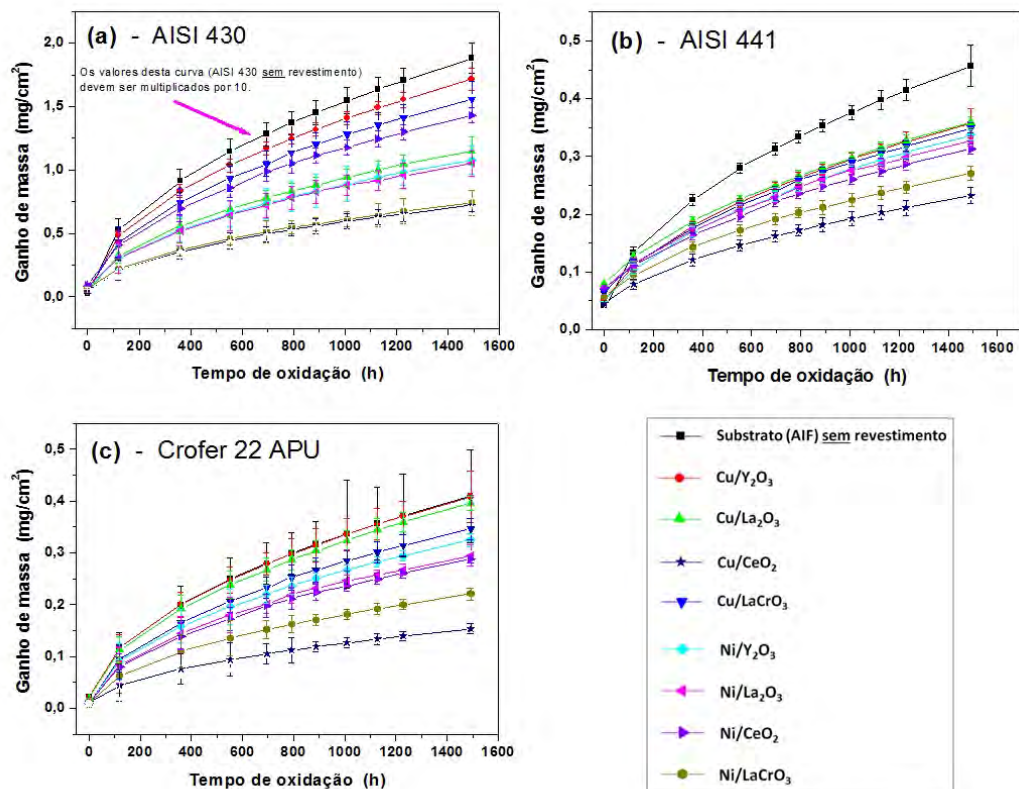 (a) - AISI 430
Os valores desta curva (AISI 430 sem revestimento)
devem ser multiplicados por 10.
Ganho de massa (mg/cm²)
2,0
1,5
1,0
0,5
0,0
0 200 400 600 800 1000 1200 1400 1600
Tempo de oxidação (h)
(b) - AISI 441
Ganho de massa (mg/cm²)
0,5
0,4
0,3
0,2
0,1
0,0
0 200 400 600 800 1000 1200 1400 1600
Tempo de oxidação (h)
(c) - Crofer 22 APU
Ganho de massa (mg/cm²)
0,5
0,4
0,3
0,2
0,1
0,0
0 200 400 600 800 1000 1200 1400 1600
Tempo de oxidação (h)
Substrato (AIF) sem revestimento
Cu/Y₂O₃
Cu/La₂O₃
Cu/CeO₂
Cu/LaCrO₃
Ni/Y₂O₃
Ni/La₂O₃
Ni/CeO₂
Ni/LaCrO₃